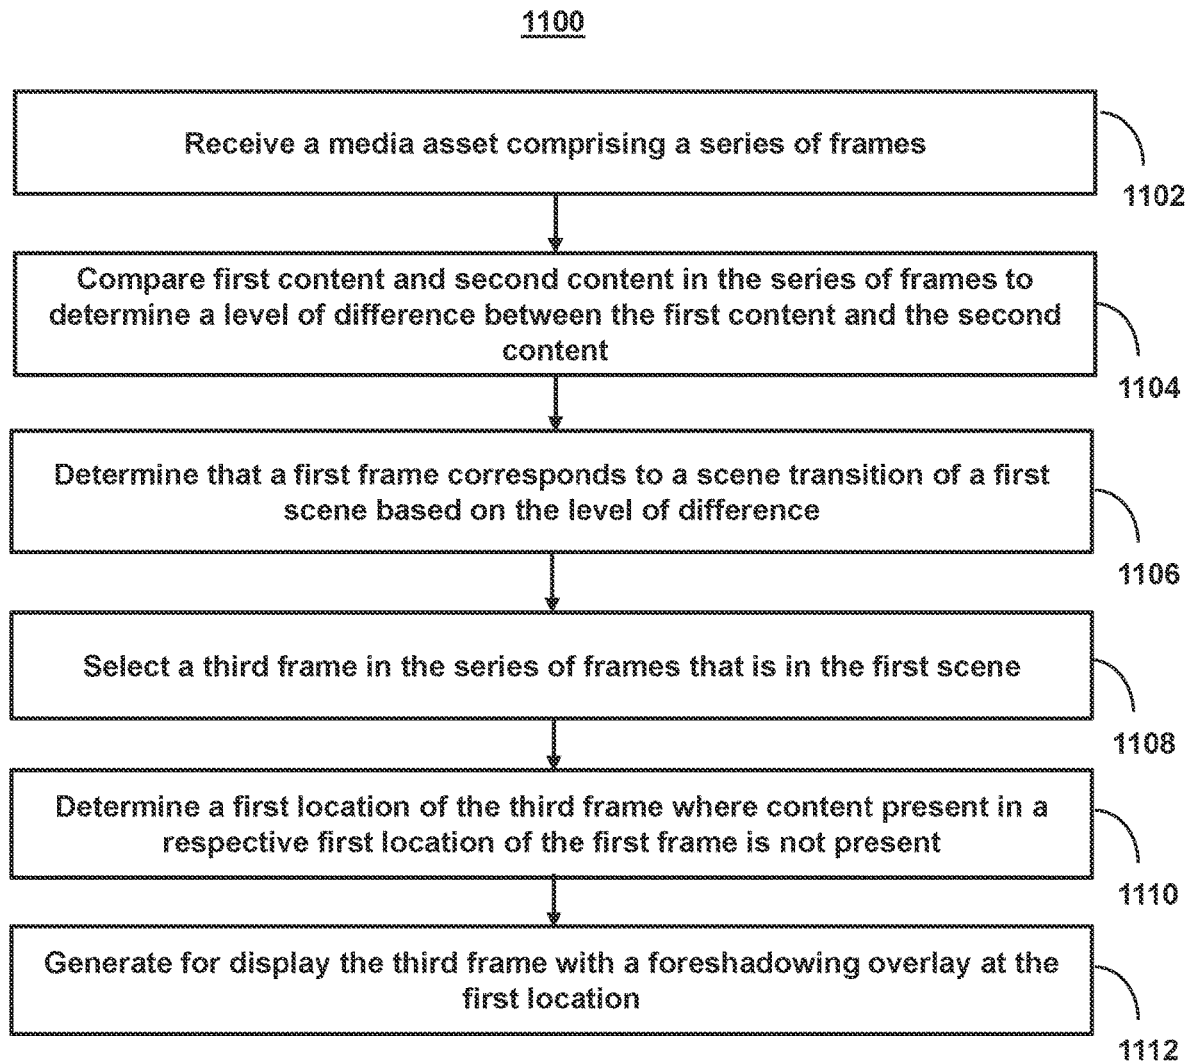 1100
Receive a media asset comprising a series of frames
1102
Compare first content and second content in the series of frames to
determine a level of difference between the first content and the second
content
1104
Determine that a first frame corresponds to a scene transition of a first
scene based on the level of difference
1106
Select a third frame in the series of frames that is in the first scene
1108
Determine a first location of the third frame where content present in a
respective first location of the first frame is not present
1110
Generate for display the third frame with a foreshadowing overlay at the
first location
1112